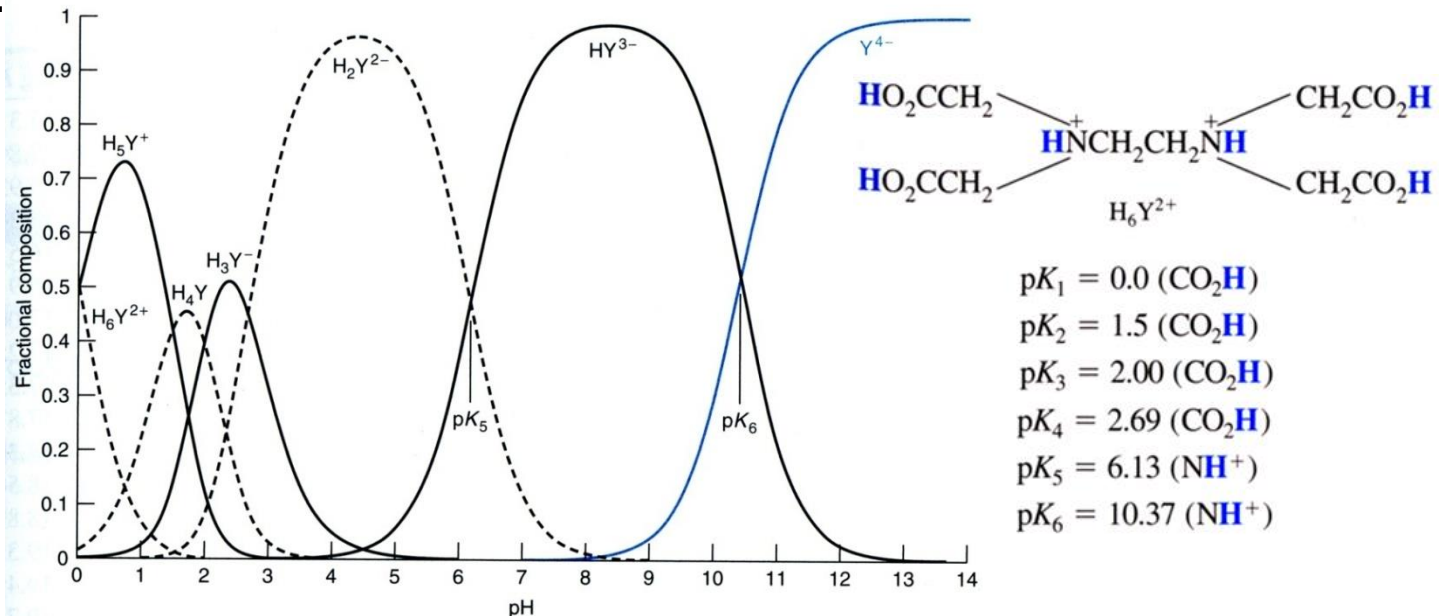 Fractional composition
1
0.9
0.8
0.7
0.6
0.5
0.4
0.3
0.2
0.1
0
H₅Y⁺
H₆Y²⁺
H₄Y
H₃Y⁻
H₂Y²⁻
HY³⁻
Y⁴⁻
pK₅
pK₆
0 1 2 3 4 5 6 7 8 9 10 11 12 13 14
pH
HO₂CCH₂ CH₂CO₂H
+ +
HNCH₂CH₂NH
HO₂CCH₂ CH₂CO₂H
H₆Y²⁺
pK₁ = 0.0 (CO₂H)
pK₂ = 1.5 (CO₂H)
pK₃ = 2.00 (CO₂H)
pK₄ = 2.69 (CO₂H)
pK₅ = 6.13 (NH⁺)
pK₆ = 10.37 (NH⁺)